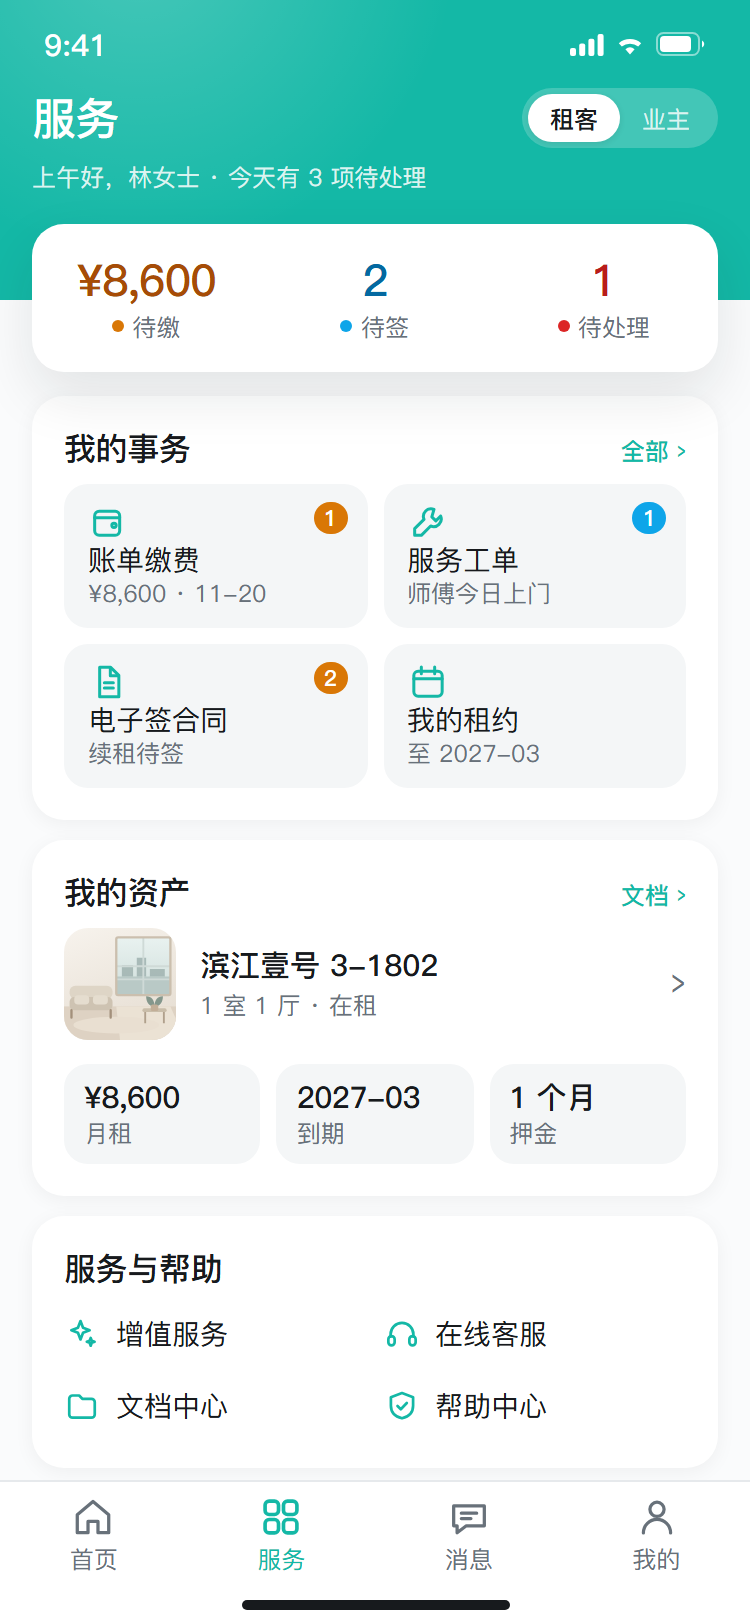 9:41
服务
租客
业主
上午好，林女士 · 今天有 3 项待处理
¥8,600
2
1
待缴
待签
待处理
我的事务
全部 >
1
1
账单缴费
服务工单
¥8,600 · 11-20
师傅今日上门
2
电子签合同
我的租约
续租待签
至 2027-03
我的资产
文档 >
滨江壹号 3-1802
1 室 1 厅 · 在租
¥8,600
2027-03
1 个月
月租
到期
押金
服务与帮助
增值服务
在线客服
文档中心
帮助中心
首页
服务
消息
我的